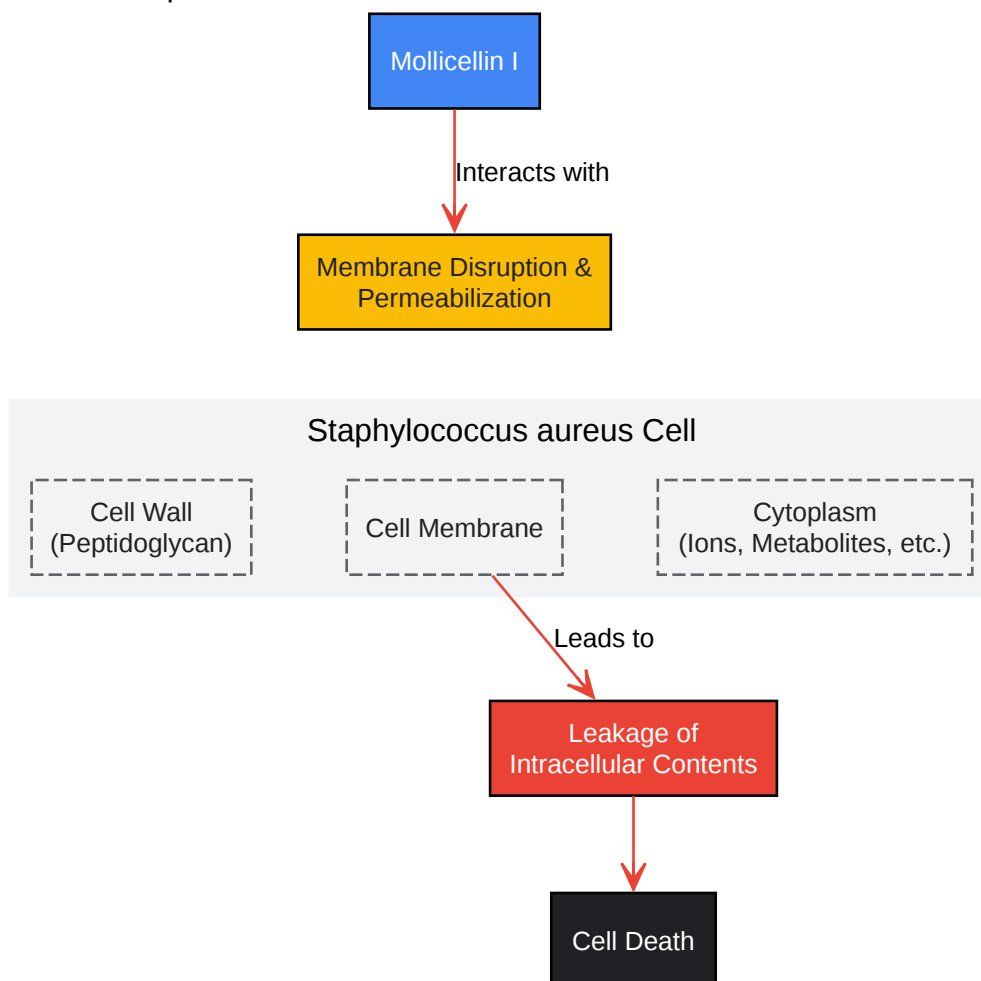 Mollicellin I
Interacts with
Membrane Disruption &
Permeabilization
Staphylococcus aureus Cell
Cell Wall
(Peptidoglycan)
Cell Membrane
Cytoplasm
(Ions, Metabolites, etc.)
Leads to
Leakage of
Intracellular Contents
Cell Death